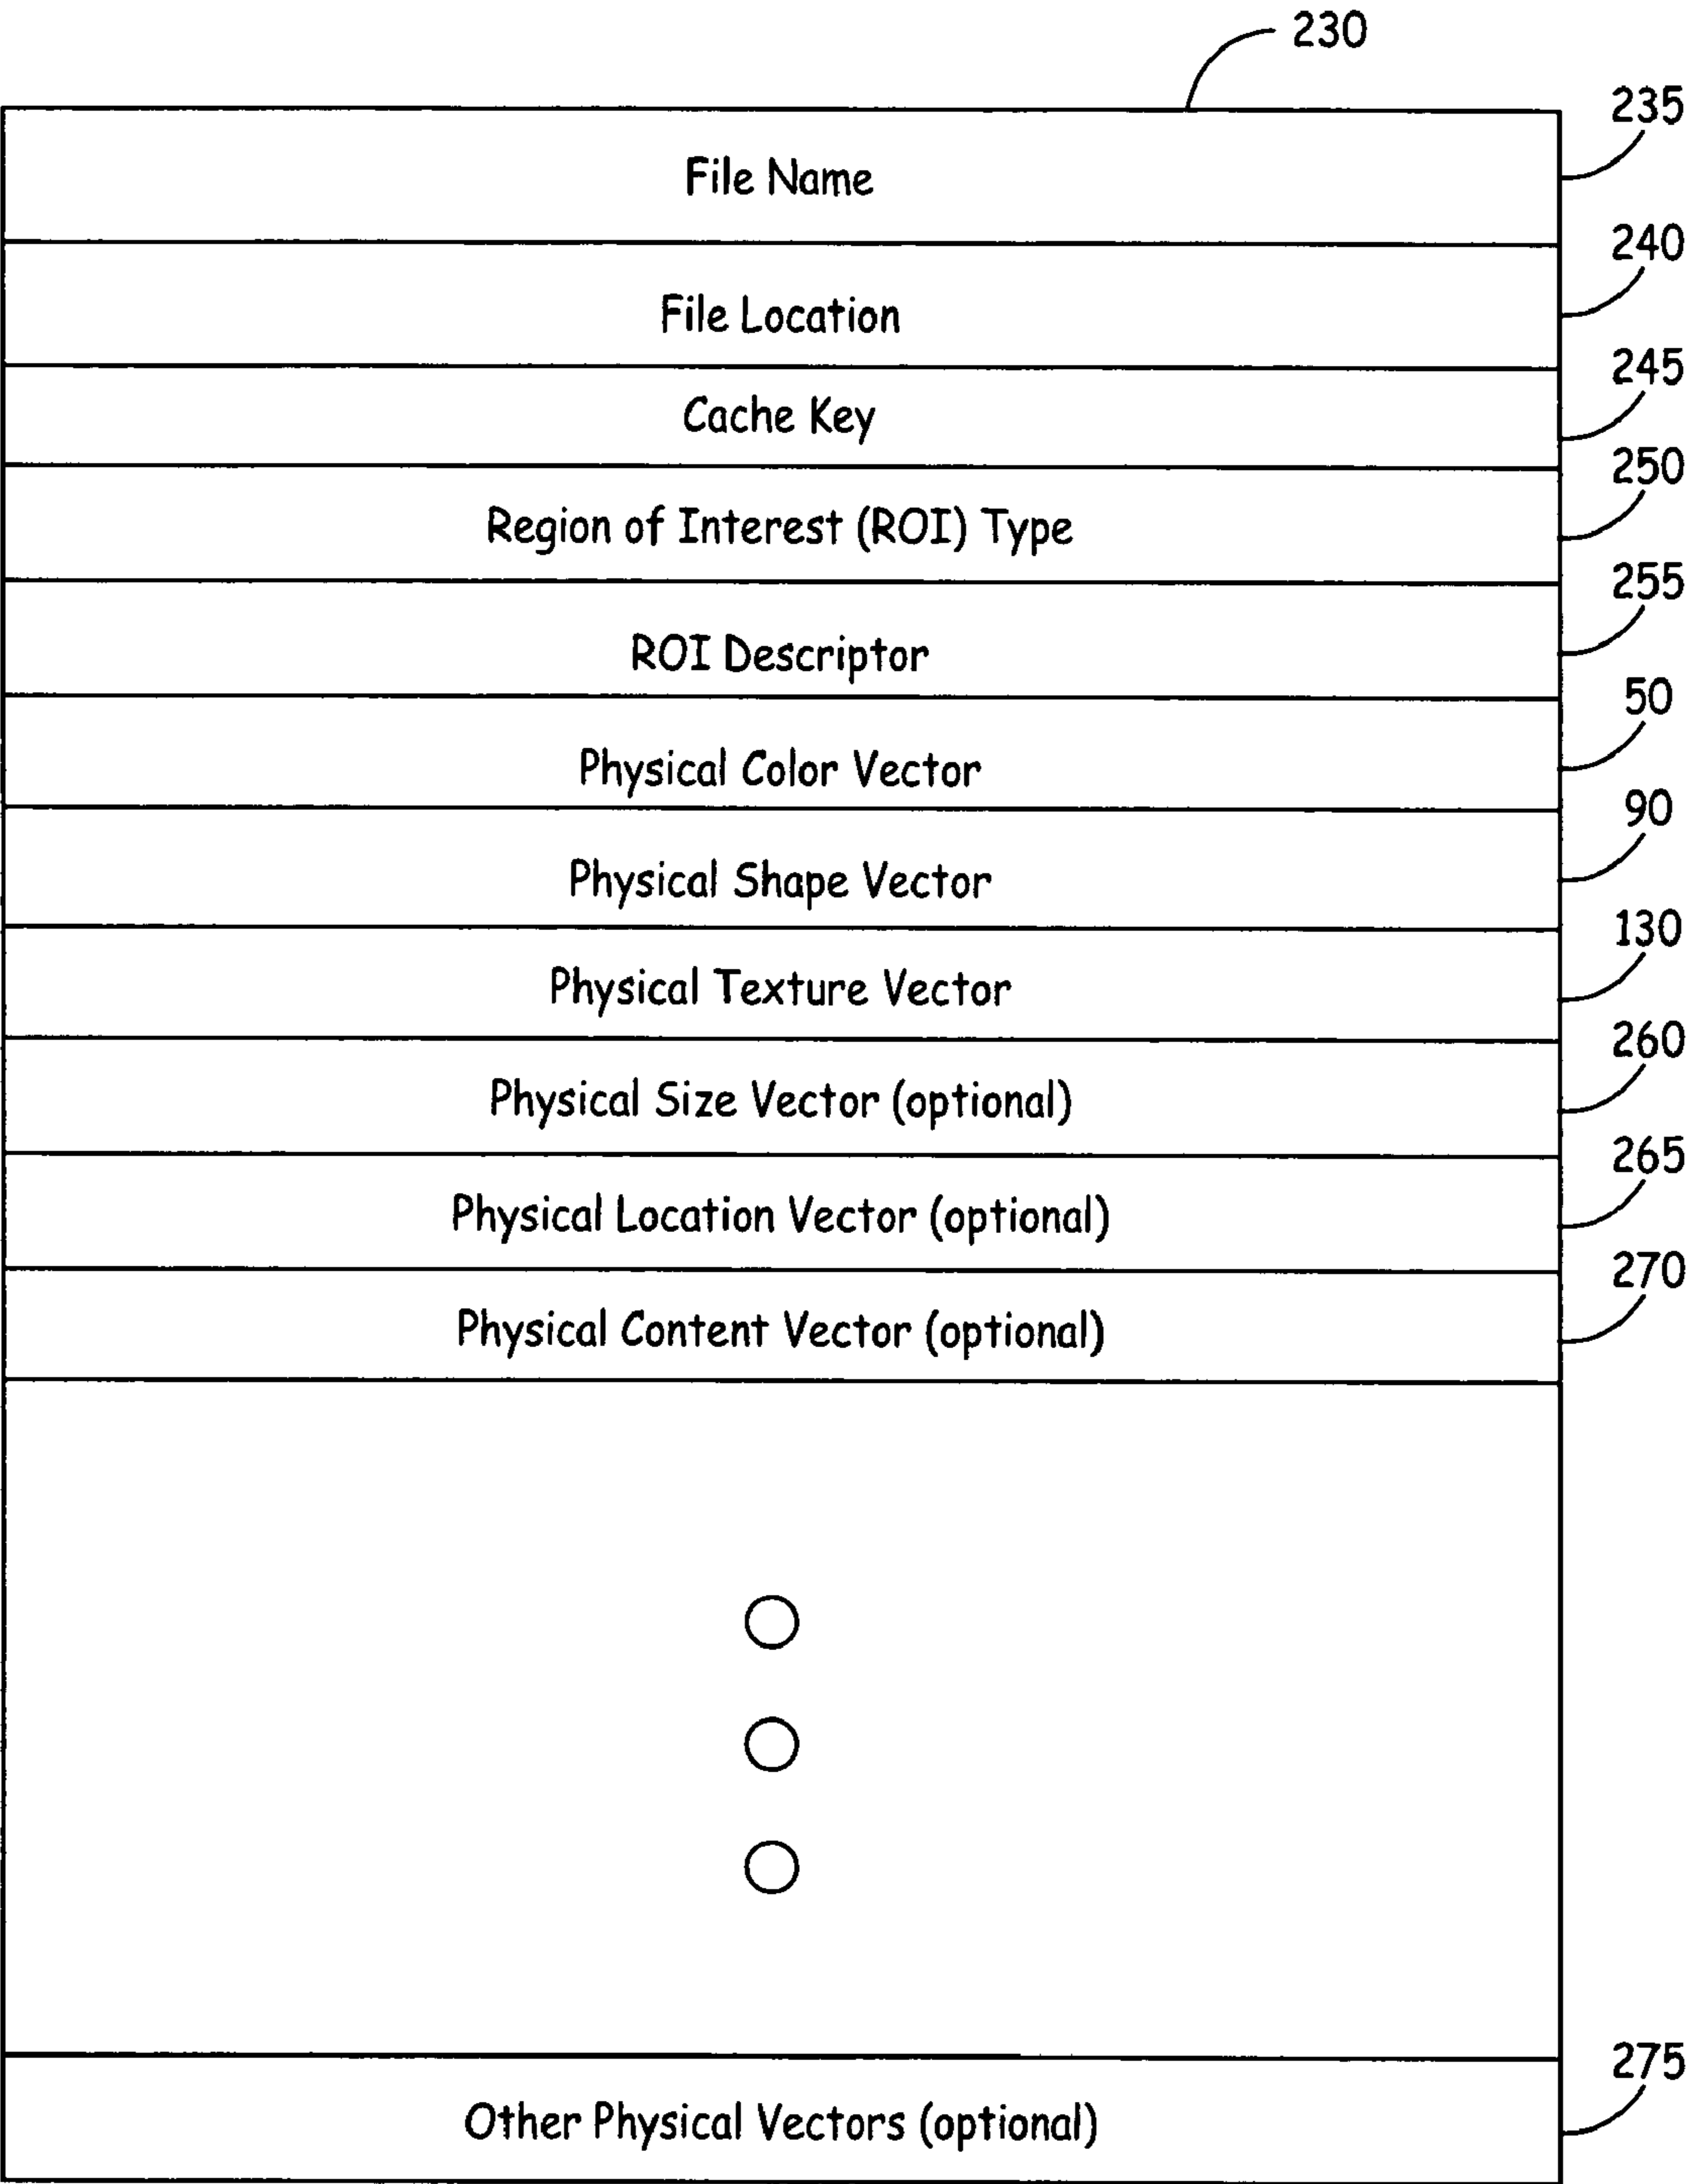 230
File Name 235
File Location 240
Cache Key 245
Region of Interest (ROI) Type 250
ROI Descriptor 255
Physical Color Vector 50
Physical Shape Vector 90
Physical Texture Vector 130
Physical Size Vector (optional) 260
Physical Location Vector (optional) 265
Physical Content Vector (optional) 270
Other Physical Vectors (optional) 275